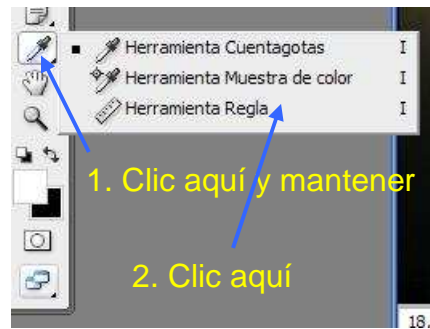 Herramienta Cuentagotas I
Herramienta Muestra de color I
Herramienta Regla I
1. Clic aquí y mantener
2. Clic aquí
18.